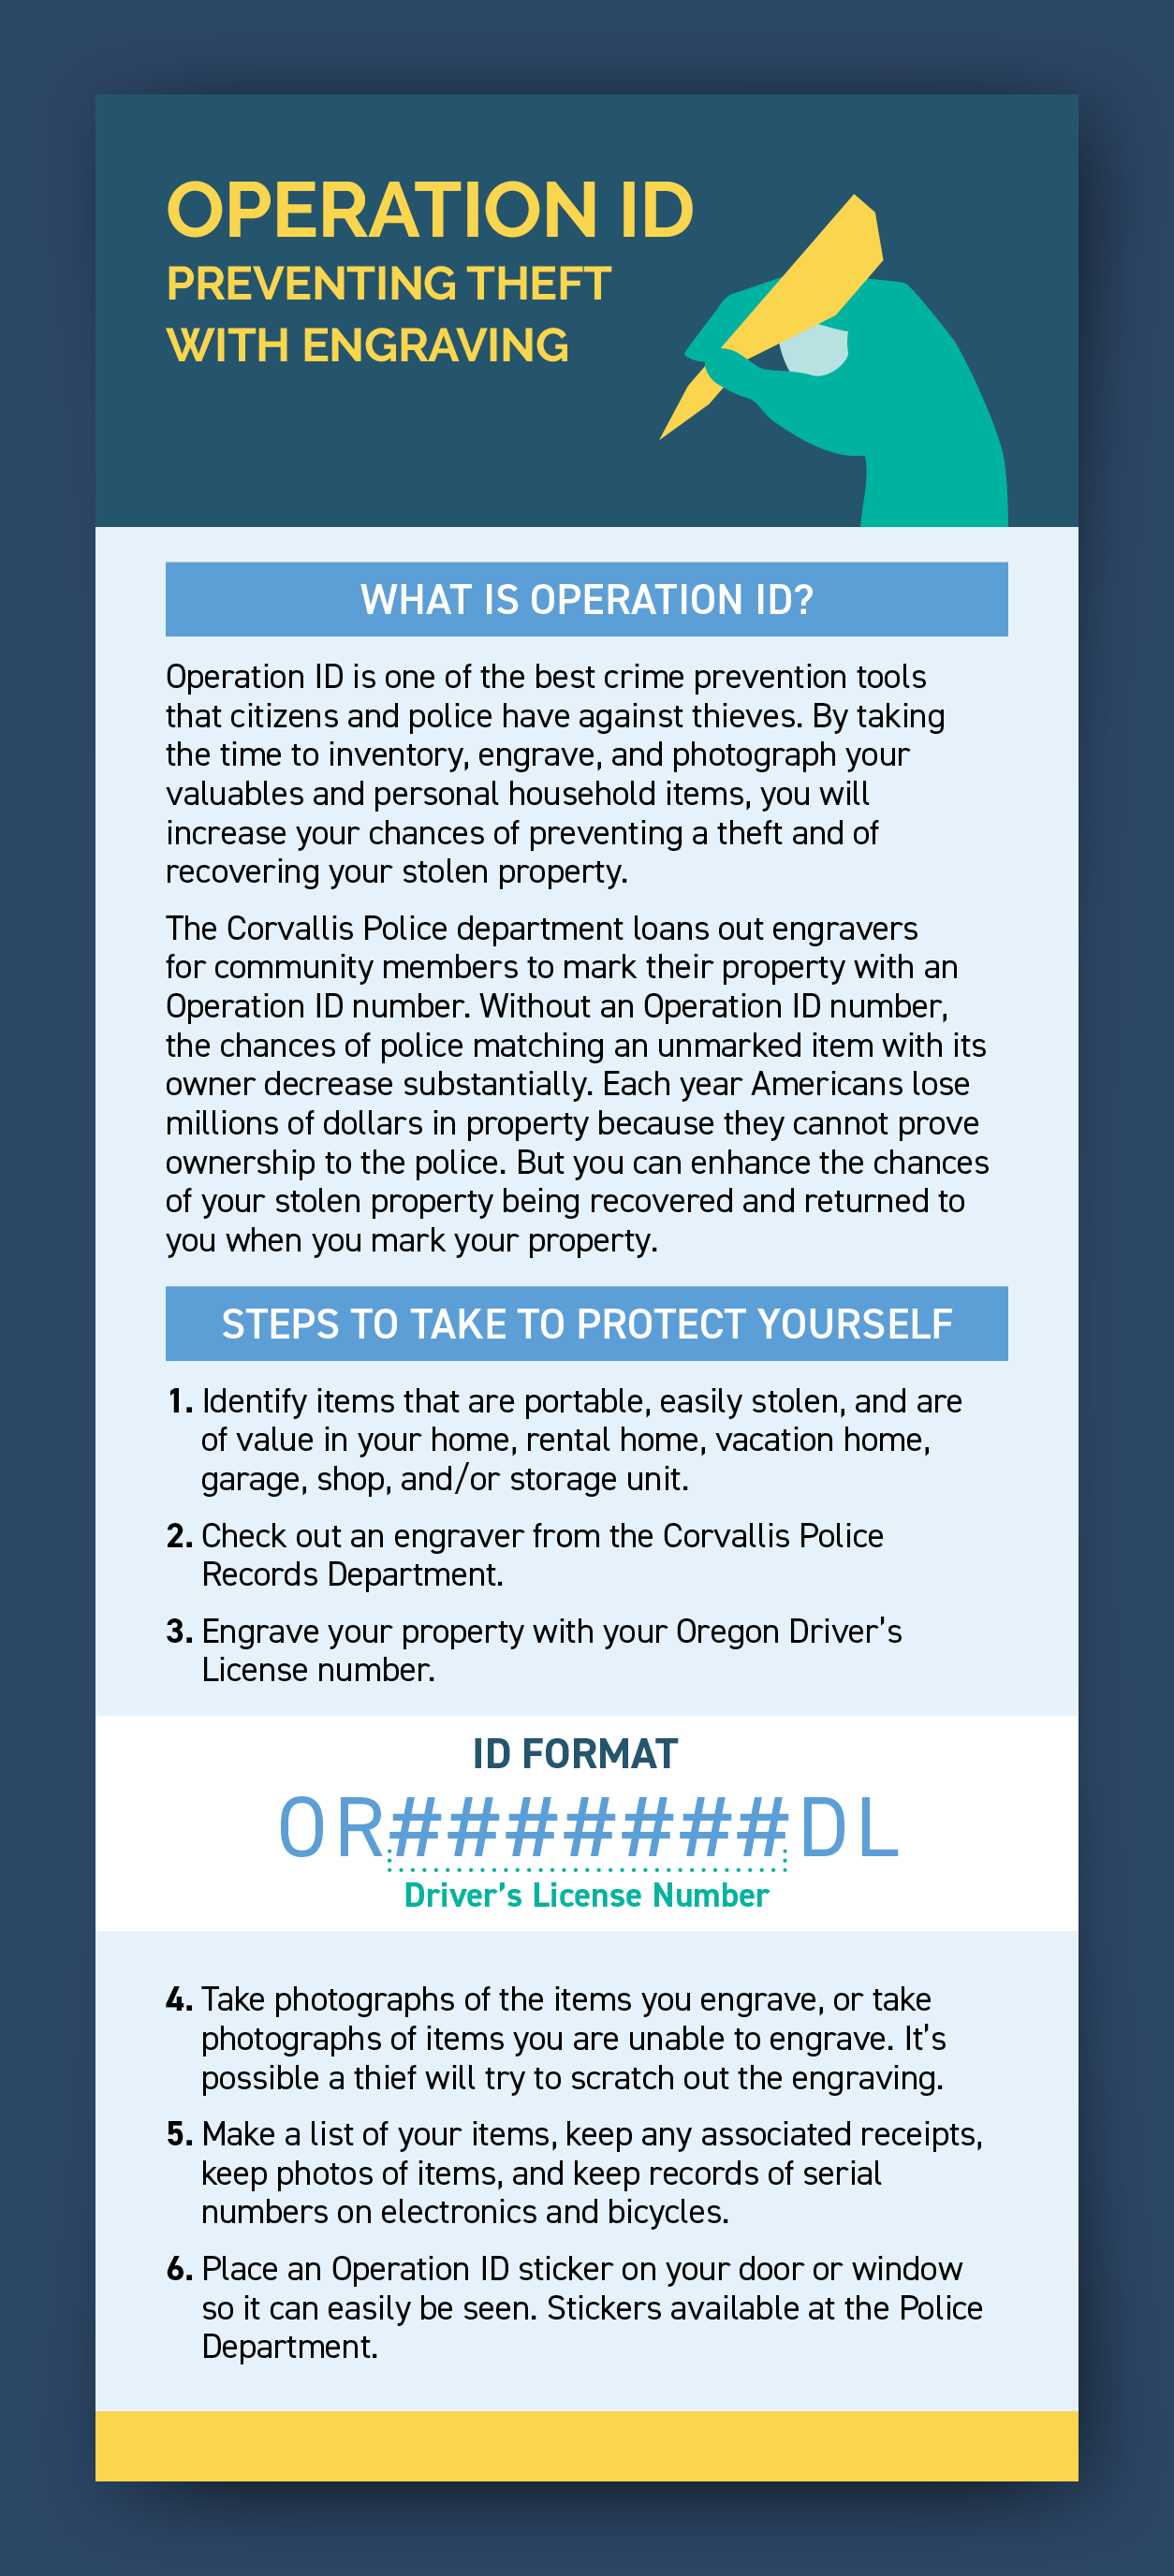 OPERATION ID
PREVENTING THEFT
WITH ENGRAVING
WHAT IS OPERATION ID?
Operation ID is one of the best crime prevention tools
that citizens and police have against thieves. By taking
the time to inventory, engrave, and photograph your
valuables and personal household items, you will
increase your chances of preventing a theft and of
recovering your stolen property.
The Corvallis Police department loans out engravers
for community members to mark their property with an
Operation ID number. Without an Operation ID number,
the chances of police matching an unmarked item with its
owner decrease substantially. Each year Americans lose
millions of dollars in property because they cannot prove
ownership to the police. But you can enhance the chances
of your stolen property being recovered and returned to
you when you mark your property.
STEPS TO TAKE TO PROTECT YOURSELF
1. Identify items that are portable, easily stolen, and are
of value in your home, rental home, vacation home,
garage, shop, and/or storage unit.
2. Check out an engraver from the Corvallis Police
Records Department.
3. Engrave your property with your Oregon Driver’s
License number.
ID FORMAT
OR#######DL
Driver’s License Number
4. Take photographs of the items you engrave, or take
photographs of items you are unable to engrave. It’s
possible a thief will try to scratch out the engraving.
5. Make a list of your items, keep any associated receipts,
keep photos of items, and keep records of serial
numbers on electronics and bicycles.
6. Place an Operation ID sticker on your door or window
so it can easily be seen. Stickers available at the Police
Department.